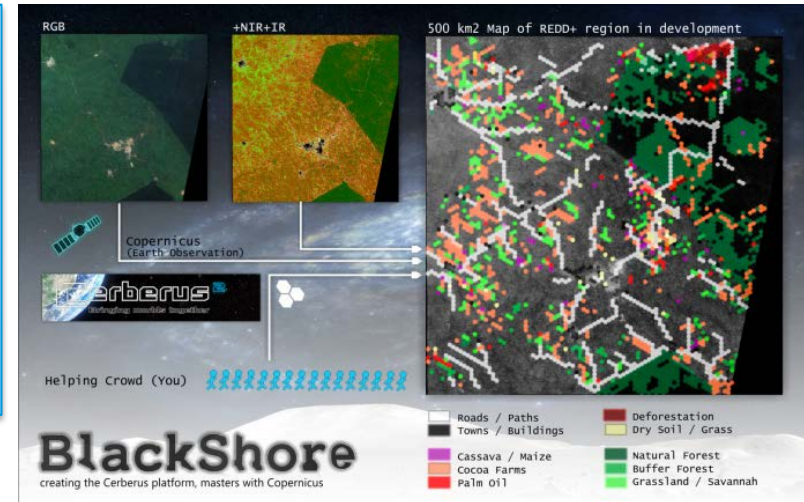 RGB
+NIR+IR
500 km2 Map of REDD+ region in development
Copernicus
(Earth Observation)
Cerberus
Bringing worlds together
Helping Crowd (You)
Roads / Paths
Towns / Buildings
Cassava / Maize
Cocoa Farms
Palm Oil
Deforestation
Dry Soil / Grass
Natural Forest
Buffer Forest
Grassland / Savannah
BlackShore
creating the Cerberus platform, masters with Copernicus